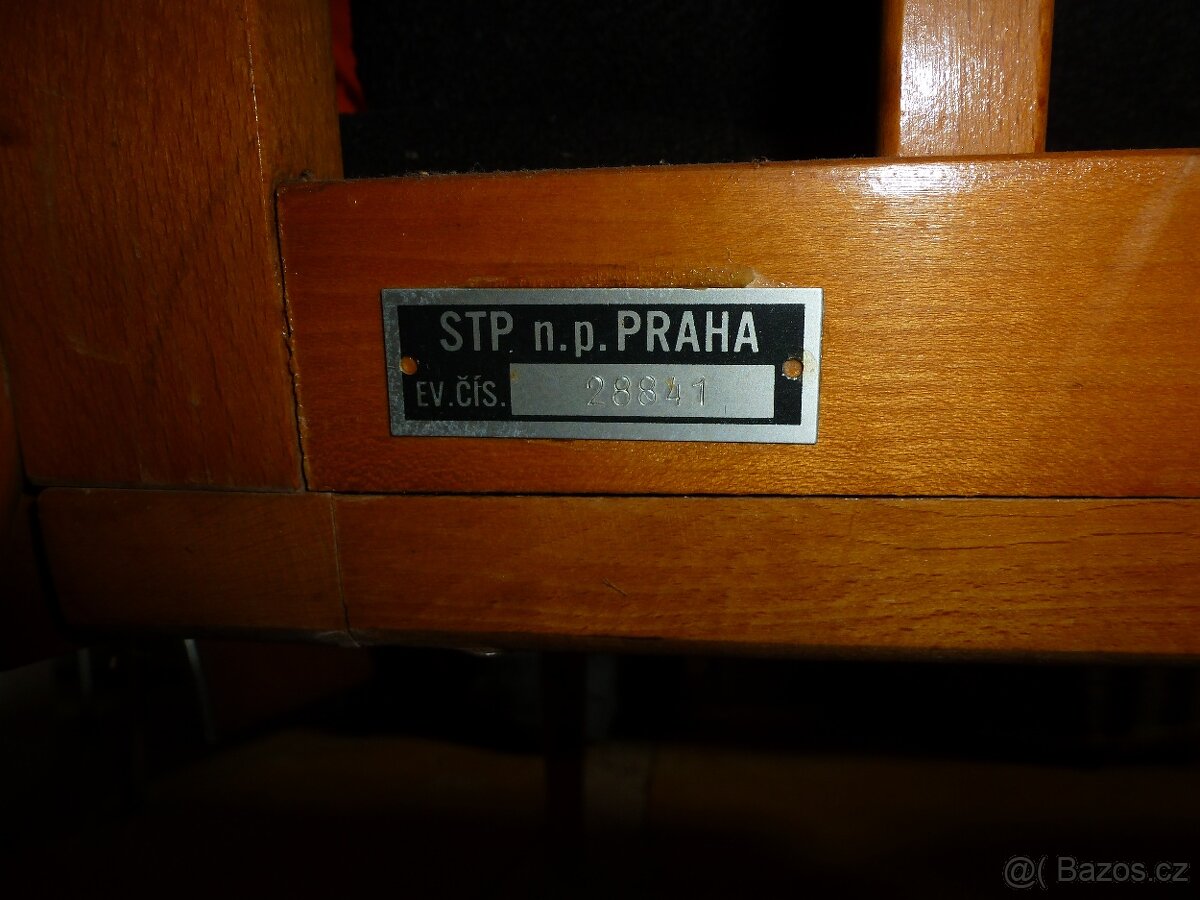 STP n.p. PRAHA
EV.ČÍS. 28841
@( Bazos.cz